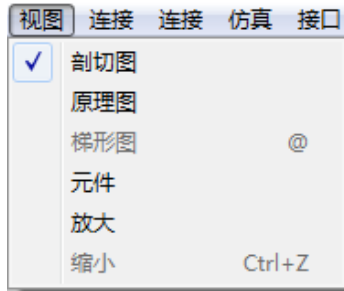 视图 连接 连接 仿真 接口
✓ 剖切图
原理图
梯形图 @
元件
放大
缩小 Ctrl+Z